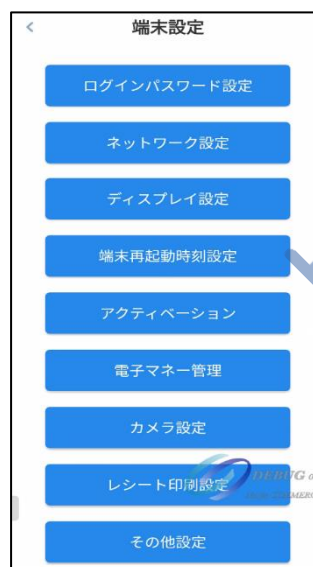 <
端末設定
ログインパスワード設定
ネットワーク設定
ディスプレイ設定
端末再起動時刻設定
アクティベーション
電子マネー管理
カメラ設定
レシート印刷設定
DEBUG
その他設定